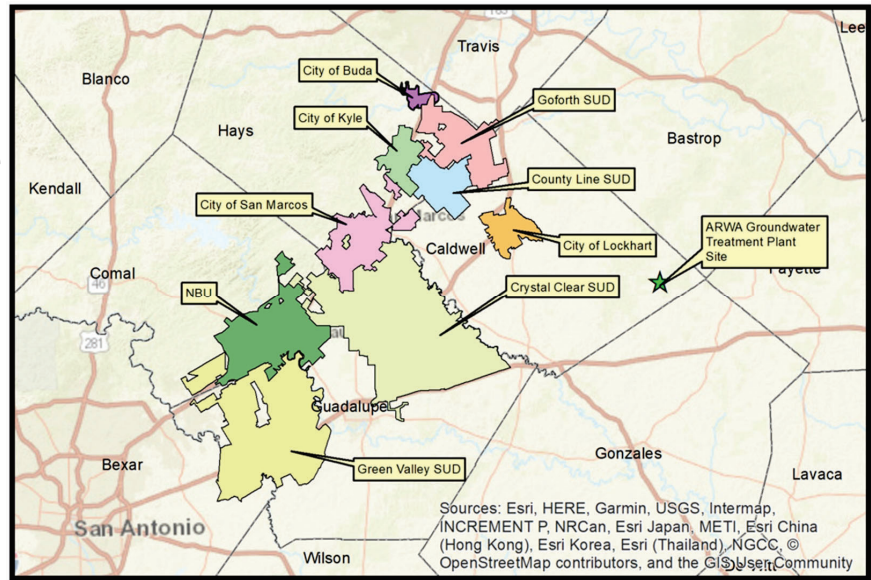 Travis
Lee
Blanco
City of Buda
Goforth SUD
City of Kyle
Hays
Bastrop
County Line SUD
Kendall
City of San Marcos
ARWA Groundwater
Treatment Plant
Site
Caldwell
City of Lockhart
Fayette
Comal
46
NBU
Crystal Clear SUD
281
Guadalupe
Gonzales
Bexar
Green Valley SUD
Lavaca
San Antonio
Wilson
Sources: Esri, HERE, Garmin, USGS, Intermap,
INCREMENT P, NRCan, Esri Japan, METI, Esri China
(Hong Kong), Esri Korea, Esri (Thailand), NGCC, ©
OpenStreetMap contributors, and the GIS User Community